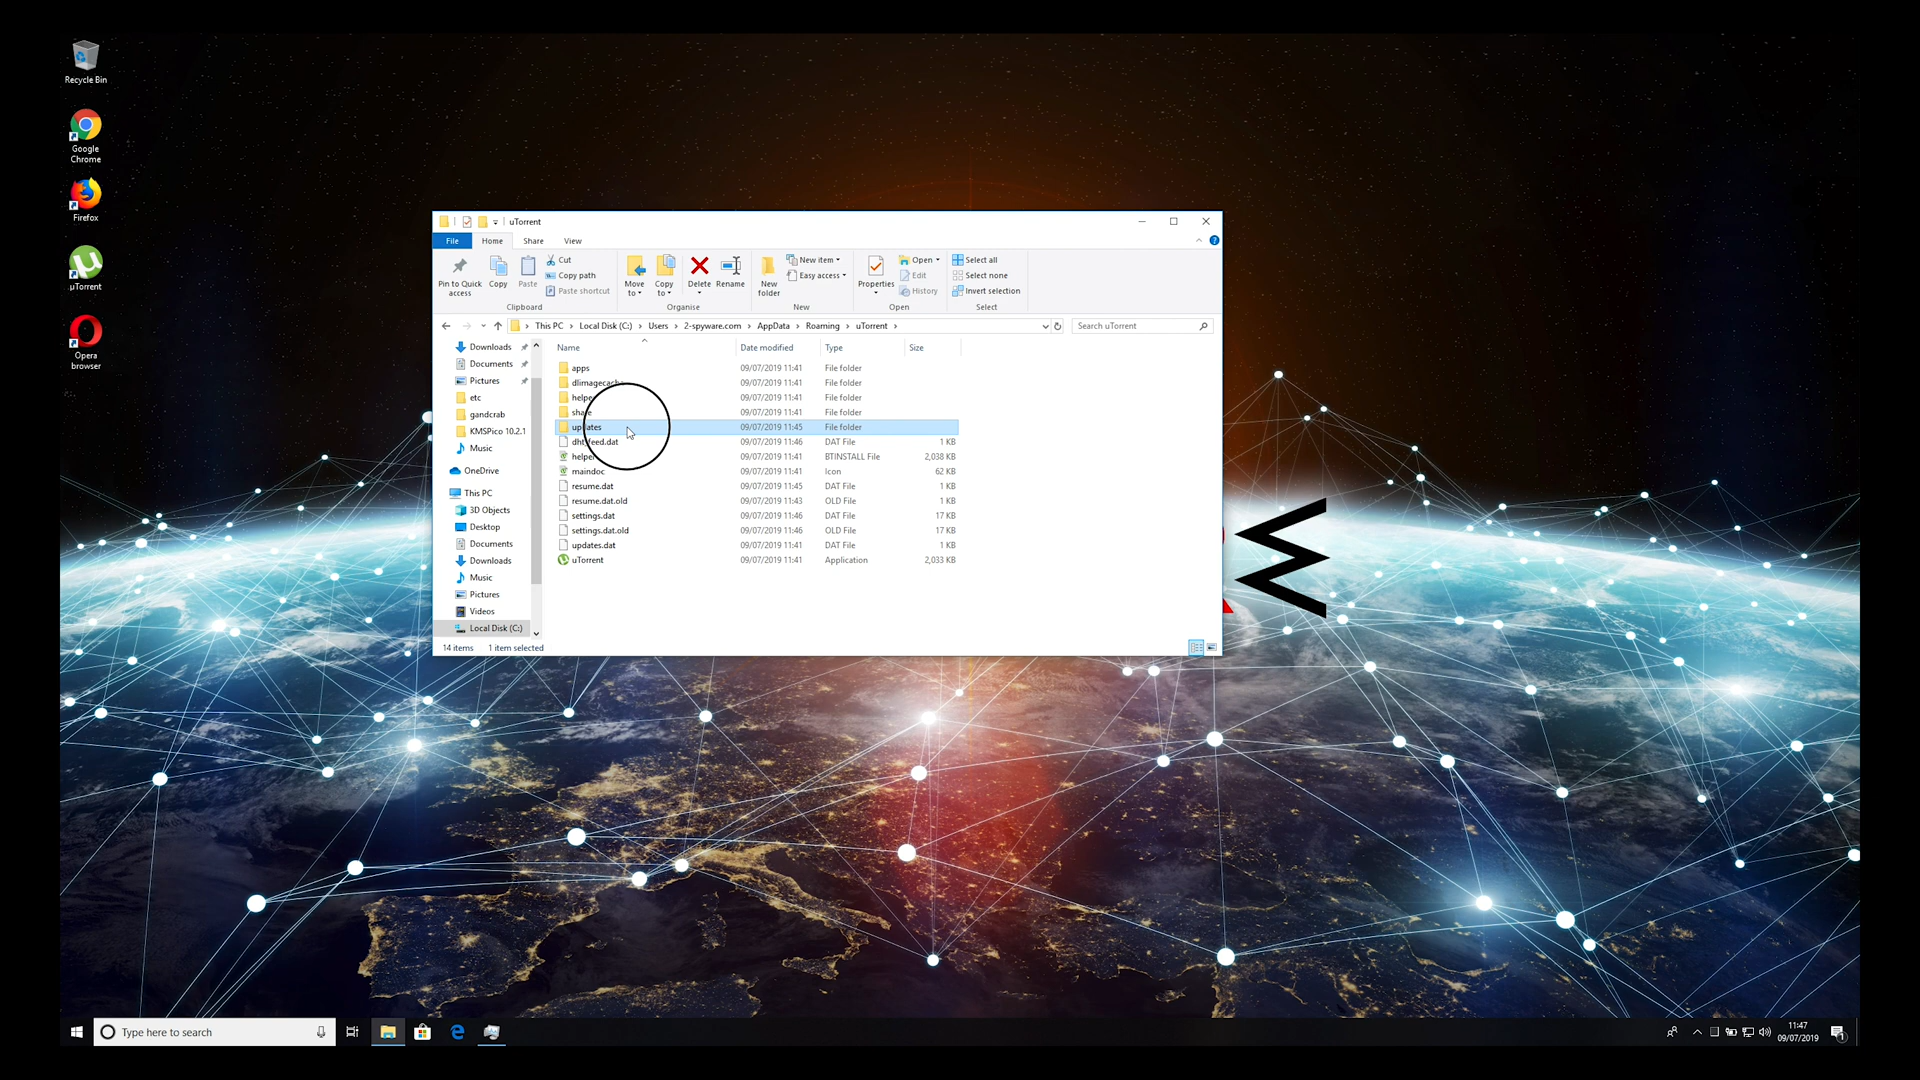 Recycle Bin
Google
Chrome
Firefox
µTorrent
Opera
browser
uTorrent
File Home Share View
Pin to Quick
access
Copy
Paste
Cut
Copy path
Paste shortcut
Clipboard
Move
to
Copy
to
Delete
Rename
Organise
New
folder
New item
Easy access
New
Properties
Open
Edit
History
Open
Select all
Select none
Invert selection
Select
This PC > Local Disk (C:) > Users > 2-spyware.com > AppData > Roaming > uTorrent >
Search uTorrent
Downloads
Documents
Pictures
etc
gandcrab
KMSPico 10.2.1
Music
OneDrive
This PC
3D Objects
Desktop
Documents
Downloads
Music
Pictures
Videos
Local Disk (C:)
Name Date modified Type Size
apps 09/07/2019 11:41 File folder
dlimagecache 09/07/2019 11:41 File folder
helper 09/07/2019 11:41 File folder
share 09/07/2019 11:41 File folder
updates 09/07/2019 11:45 File folder
dht_feed.dat 09/07/2019 11:46 DAT File 1 KB
helper 09/07/2019 11:41 BTINSTALL File 2,038 KB
maindoc 09/07/2019 11:41 Icon 62 KB
resume.dat 09/07/2019 11:45 DAT File 1 KB
resume.dat.old 09/07/2019 11:43 OLD File 1 KB
settings.dat 09/07/2019 11:46 DAT File 17 KB
settings.dat.old 09/07/2019 11:46 OLD File 17 KB
updates.dat 09/07/2019 11:41 DAT File 1 KB
uTorrent 09/07/2019 11:41 Application 2,033 KB
14 items 1 item selected
Type here to search
11:47
09/07/2019
1